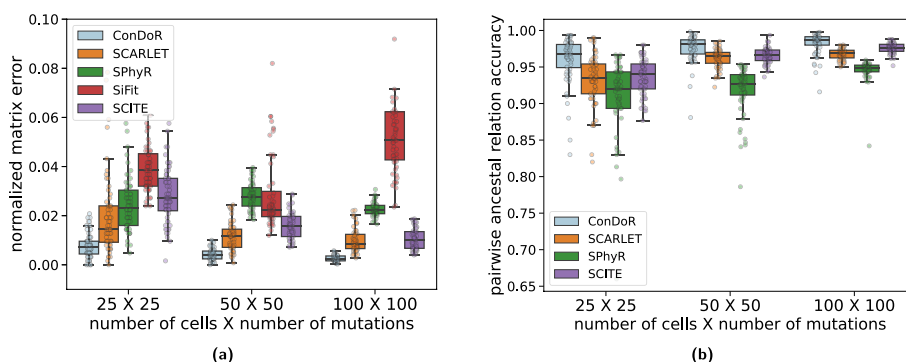 normalized matrix error
0.10
0.08
0.06
0.04
0.02
0.00
ConDoR
SCARLET
SPhyR
SiFit
SCITE
25 X 25
50 X 50
100 X 100
number of cells X number of mutations
(a)
pairwise ancestral relation accuracy
1.00
0.95
0.90
0.85
0.80
0.75
0.70
0.65
ConDoR
SCARLET
SPhyR
SCITE
25 X 25
50 X 50
100 X 100
number of cells X number of mutations
(b)